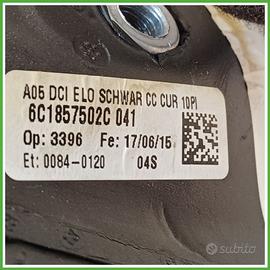 A05 DCI ELO SCHWAR CC CUR 10PI
6C1857502C 041
Op: 3396 Fe: 17/06/15
Et: 0084-0120 04S
subito